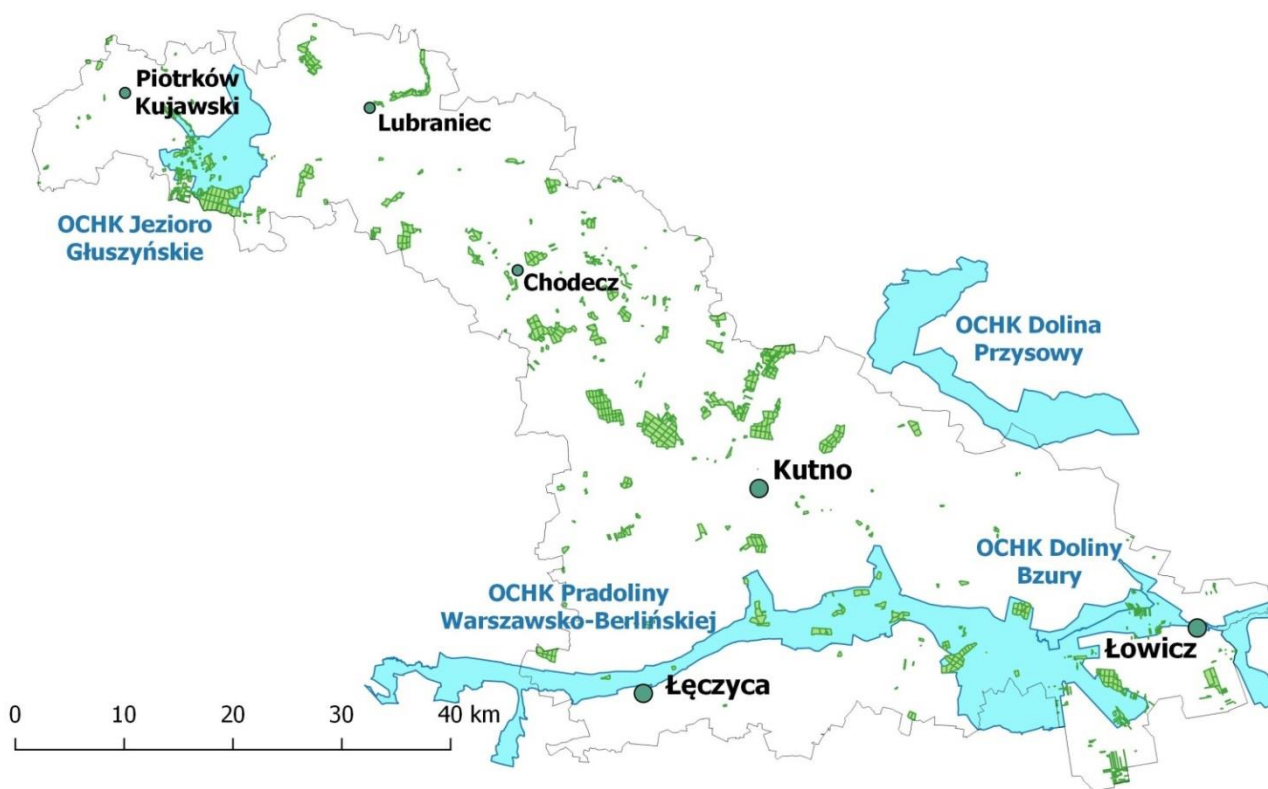 Piotrków
Kujawski
Lubraniec
OCHK Jezioro
Głuszyńskie
Chodecz
OCHK Dolina
Przysowy
Kutno
OCHK Doliny
Bzury
OCHK Pradoliny
Warszawsko-Berlińskiej
Łowicz
Łęczyca
0 10 20 30 40 km